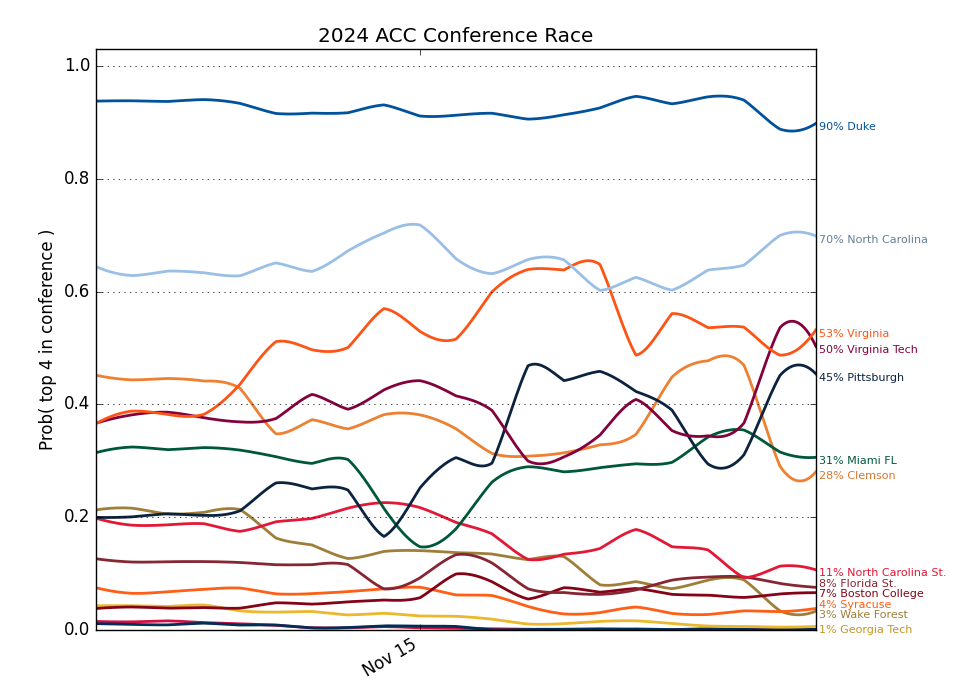 2024 ACC Conference Race
Prob( top 4 in conference )
1.0
0.8
0.6
0.4
0.2
0.0
Nov 15
90% Duke
70% North Carolina
53% Virginia
50% Virginia Tech
45% Pittsburgh
31% Miami FL
28% Clemson
11% North Carolina St.
8% Florida St.
7% Boston College
4% Syracuse
3% Wake Forest
1% Georgia Tech